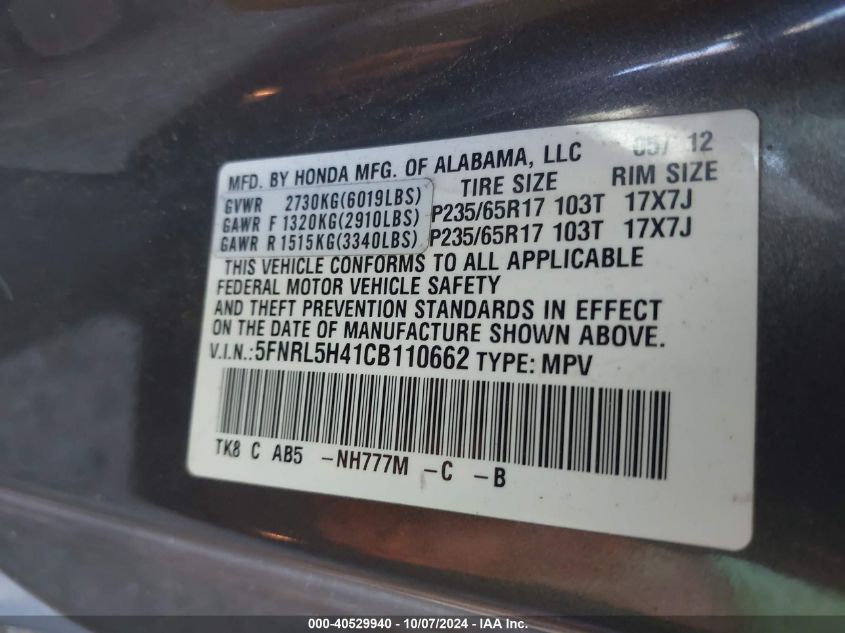 MFD. BY HONDA MFG. OF ALABAMA, LLC 05/12
TIRE SIZE RIM SIZE
GVWR 2730KG(6019LBS)
GAWR F 1320KG(2910LBS) P235/65R17 103T 17X7J
GAWR R 1515KG(3340LBS) P235/65R17 103T 17X7J
THIS VEHICLE CONFORMS TO ALL APPLICABLE
FEDERAL MOTOR VEHICLE SAFETY
AND THEFT PREVENTION STANDARDS IN EFFECT
ON THE DATE OF MANUFACTURE SHOWN ABOVE.
V.I.N.:5FNRL5H41CB110662 TYPE: MPV
TK8 C AB5 -NH777M -C -B
000-40529940 - 10/07/2024 - IAA Inc.